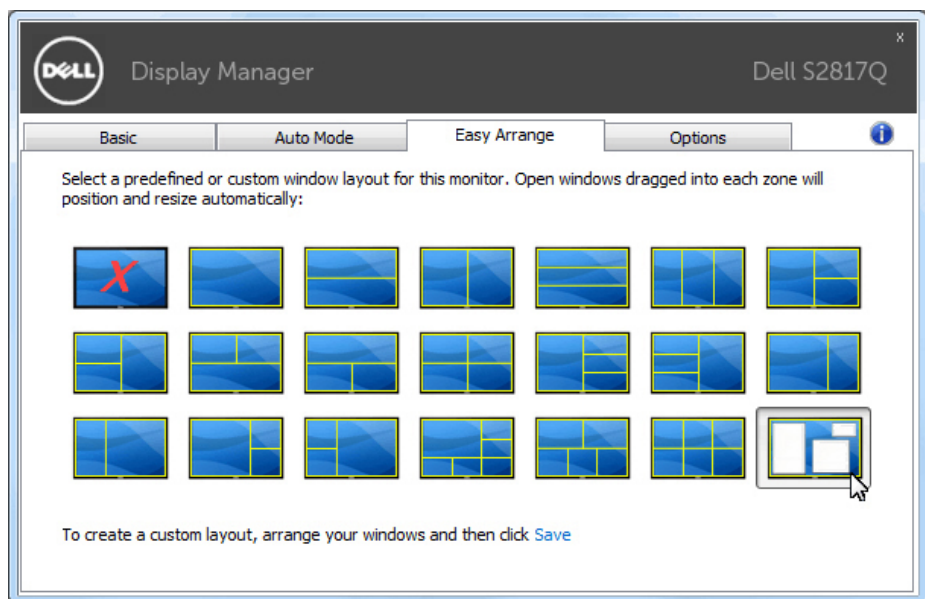 DELL
Display Manager
Dell S2817Q
x
Basic
Auto Mode
Easy Arrange
Options
i
Select a predefined or custom window layout for this monitor. Open windows dragged into each zone will
position and resize automatically:
X
To create a custom layout, arrange your windows and then click Save